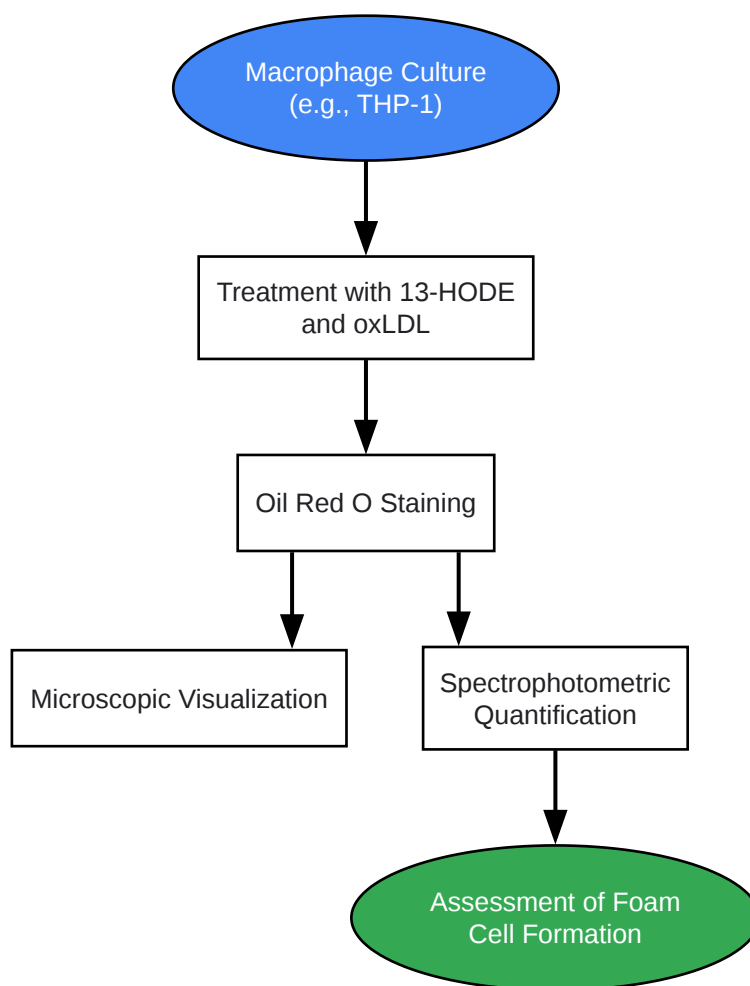 Macrophage Culture
(e.g., THP-1)
Treatment with 13-HODE
and oxLDL
Oil Red O Staining
Microscopic Visualization
Spectrophotometric
Quantification
Assessment of Foam
Cell Formation